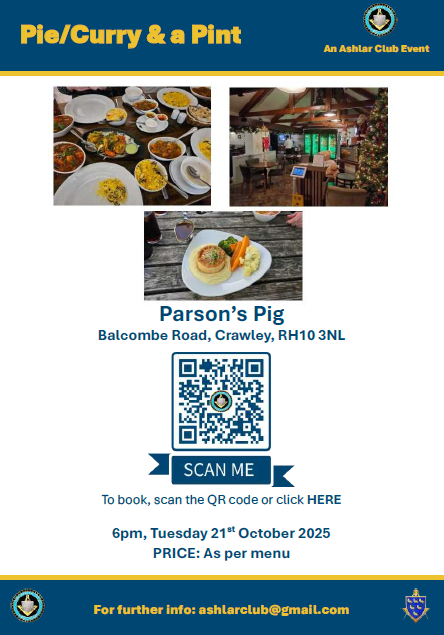 Pie/Curry & a Pint
An Ashlar Club Event
Parson's Pig
Balcombe Road, Crawley, RH10 3NL
SCAN ME
To book, scan the QR code or click HERE
6pm, Tuesday 21st October 2025
PRICE: As per menu
For further info: ashlarclub@gmail.com